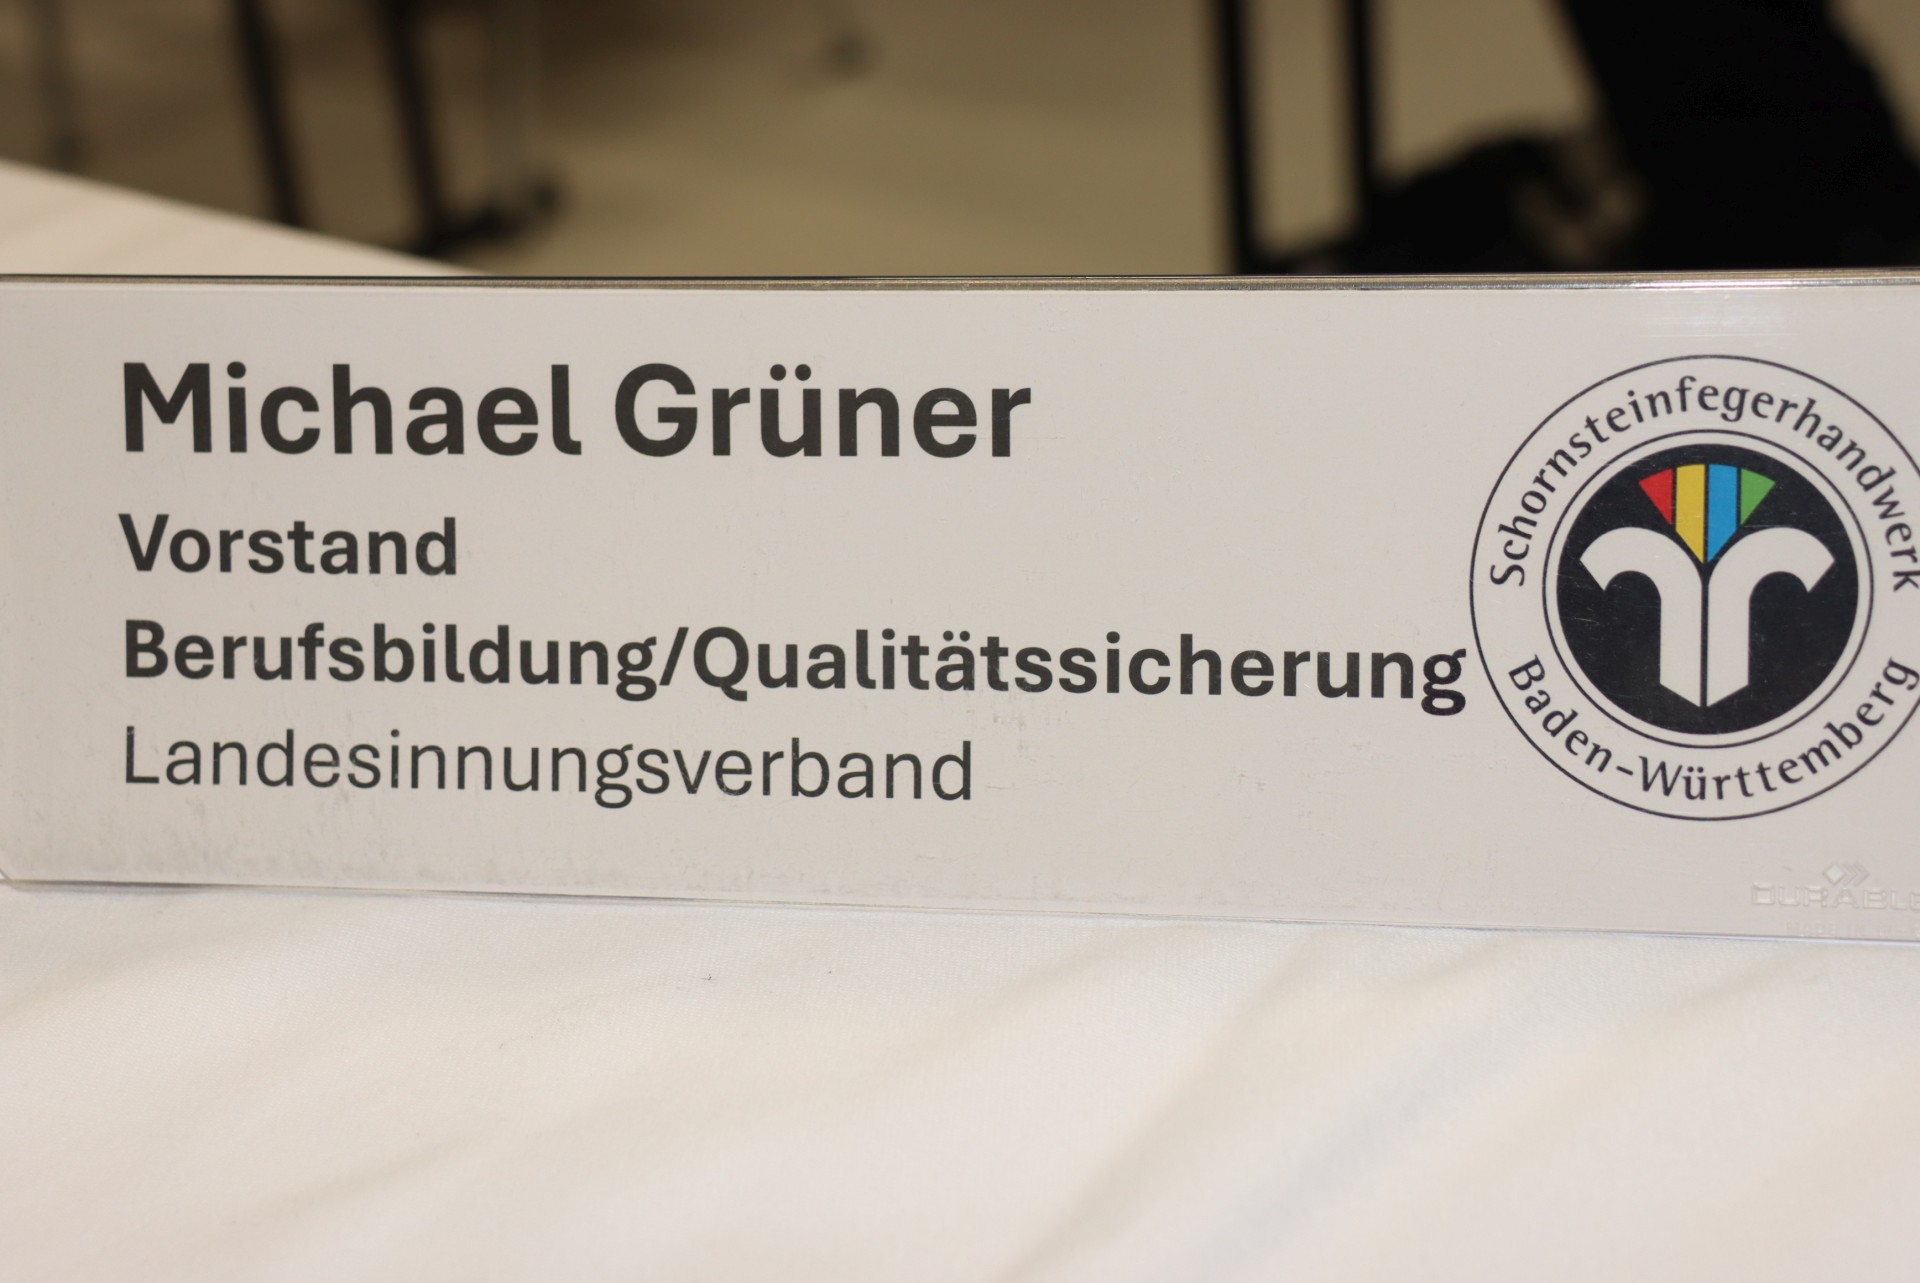 Michael Grüner
Vorstand
Berufsbildung/Qualitätssicherung
Landesinnungsverband
Schornsteinfegerhandwerk
Baden-Württemberg